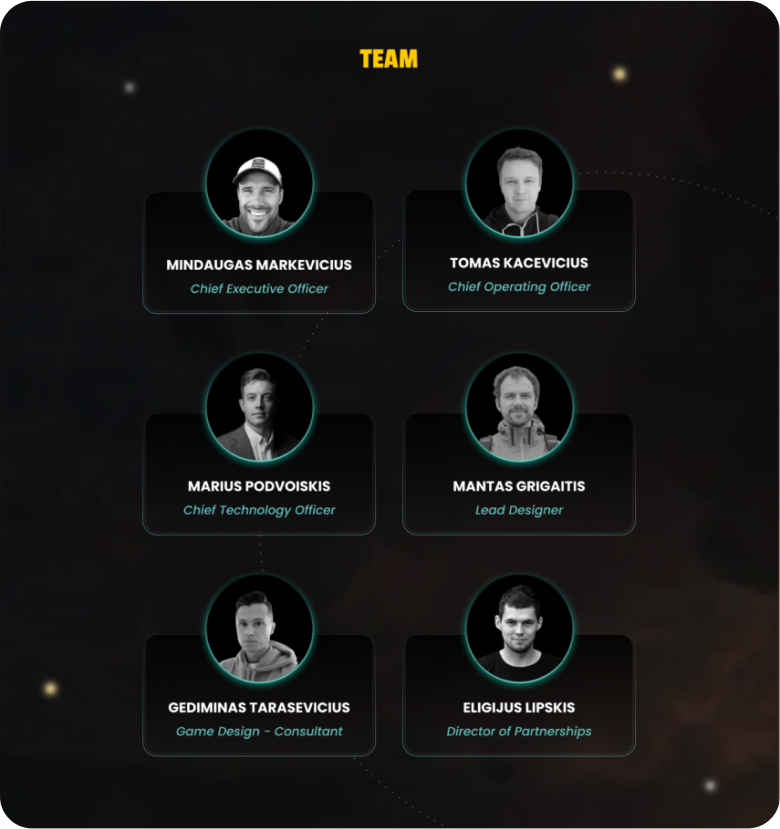 TEAM
MINDAUGAS MARKEVICIUS
Chief Executive Officer
TOMAS KACEVICIUS
Chief Operating Officer
MARIUS PODVOISKIS
Chief Technology Officer
MANTAS GRIGAITIS
Lead Designer
GEDIMINAS TARASEVICIUS
Game Design - Consultant
ELIGIJUS LIPSKIS
Director of Partnerships